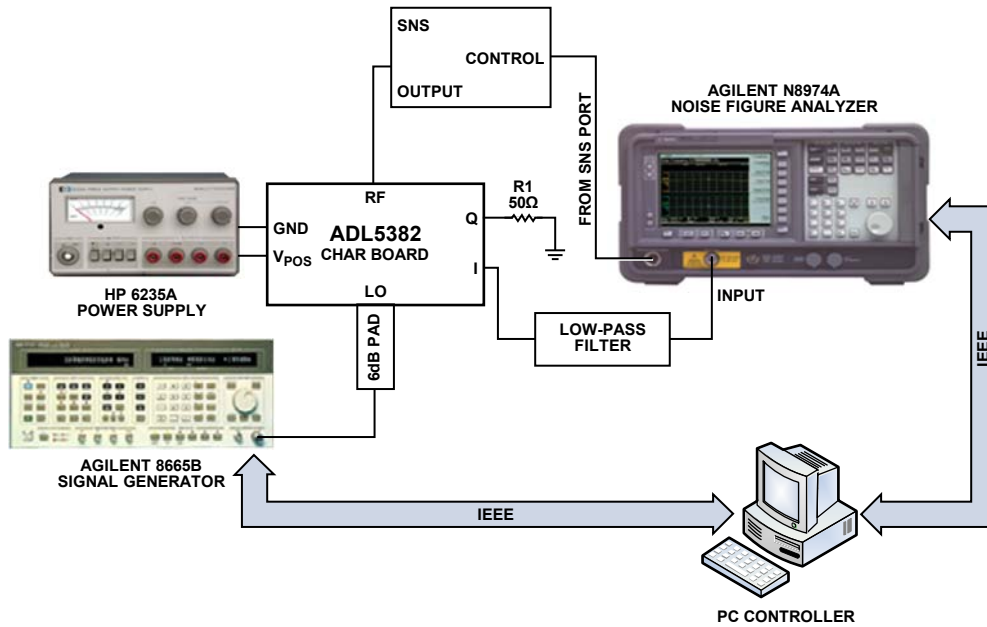 SNS
CONTROL
OUTPUT
AGILENT N8974A
NOISE FIGURE ANALYZER
FROM SNS PORT
RF
GND
ADL5382
CHAR BOARD
VPOS
Q
I
LO
R1
50Ω
HP 6235A
POWER SUPPLY
6dB PAD
LOW-PASS
FILTER
INPUT
IEEE
AGILENT 8665B
SIGNAL GENERATOR
IEEE
PC CONTROLLER